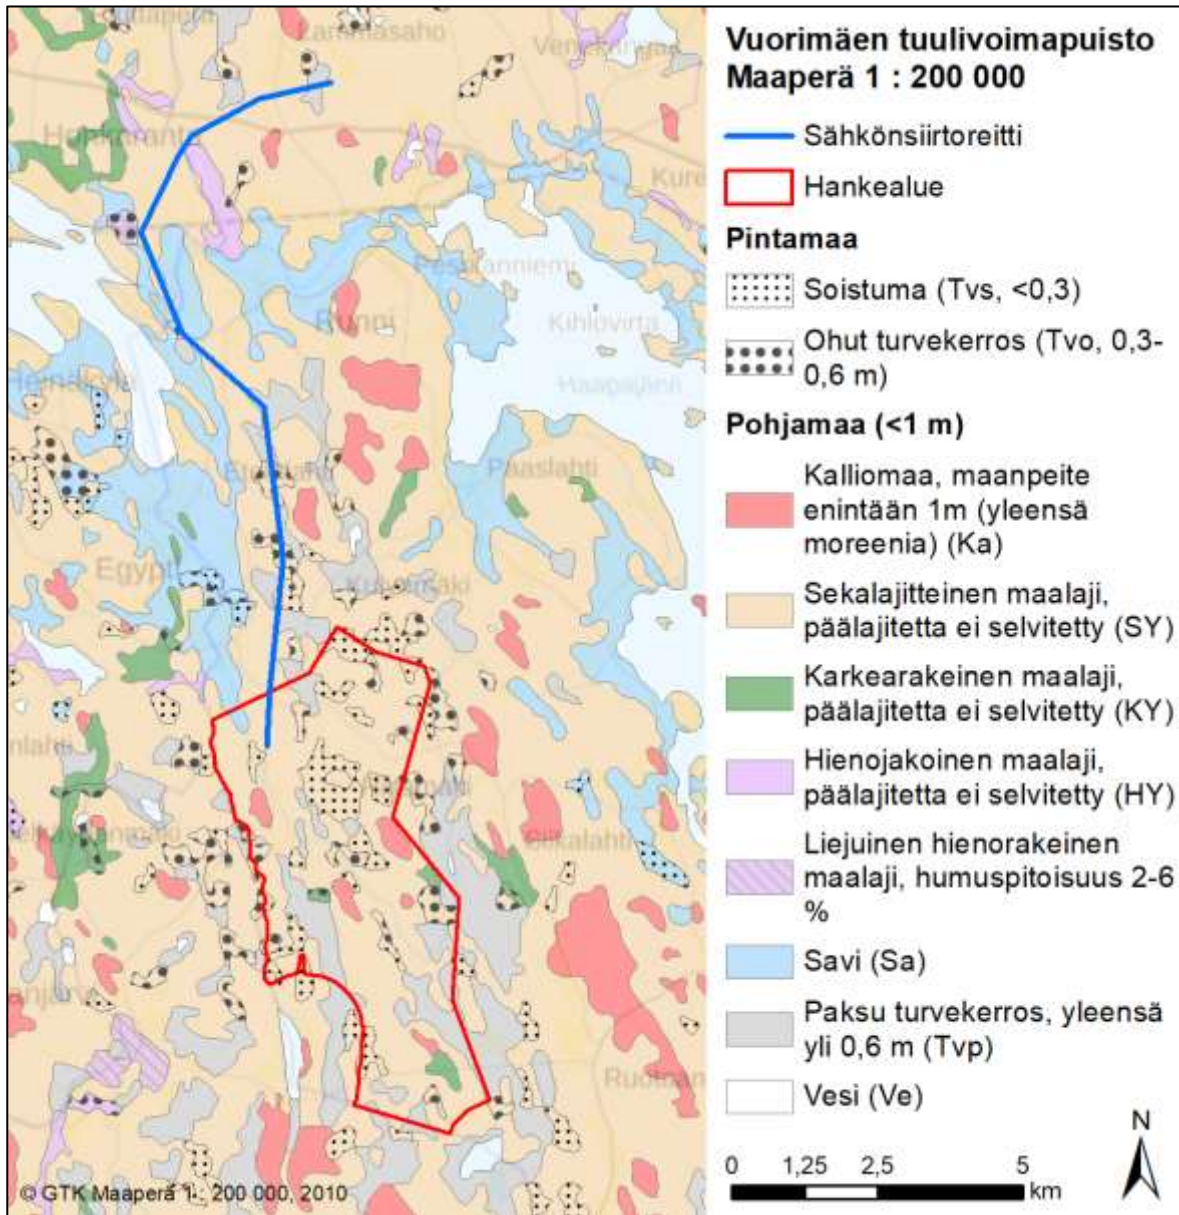 Lammasaho
Runni
Kihlovirta
Haapajärvi
Paaslahti
Egypti
Vuorimäen tuulivoimapuisto
Maaperä 1 : 200 000
Sähkönsiirtoreitti
Hankealue
Pintamaa
Soistuma (Tvs, <0,3)
Ohut turvekerros (Tvo, 0,3-
0,6 m)
Pohjamaa (<1 m)
Kalliomaa, maanpeite
enintään 1m (yleensä
moreenia) (Ka)
Sekalajitteinen maalaji,
päälajitetta ei selvitetty (SY)
Karkearakeinen maalaji,
päälajitetta ei selvitetty (KY)
Hienojakoinen maalaji,
päälajitetta ei selvitetty (HY)
Liejuinen hienorakeinen
maalaji, humuspitoisuus 2-6
%
Savi (Sa)
Paksu turvekerros, yleensä
yli 0,6 m (Tvp)
Vesi (Ve)
N
0 1,25 2,5 5
km
© GTK Maaperä 1 : 200 000, 2010